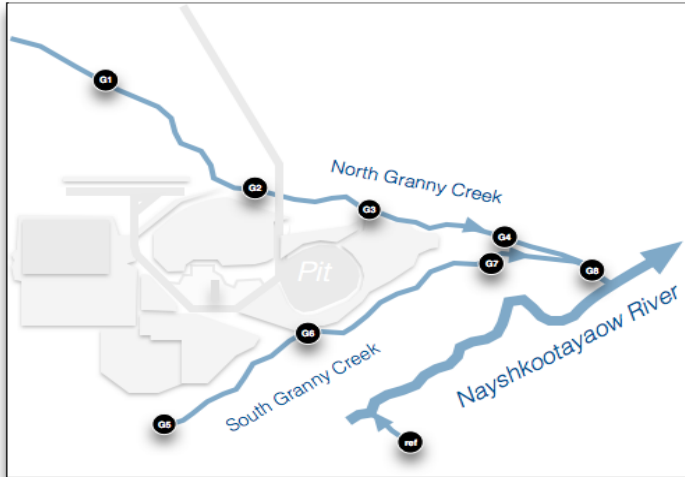 G1
G2
North Granny Creek
G3
G4
G7
G8
Pit
G6
South Granny Creek
G5
Nayshkootayaow River
ref